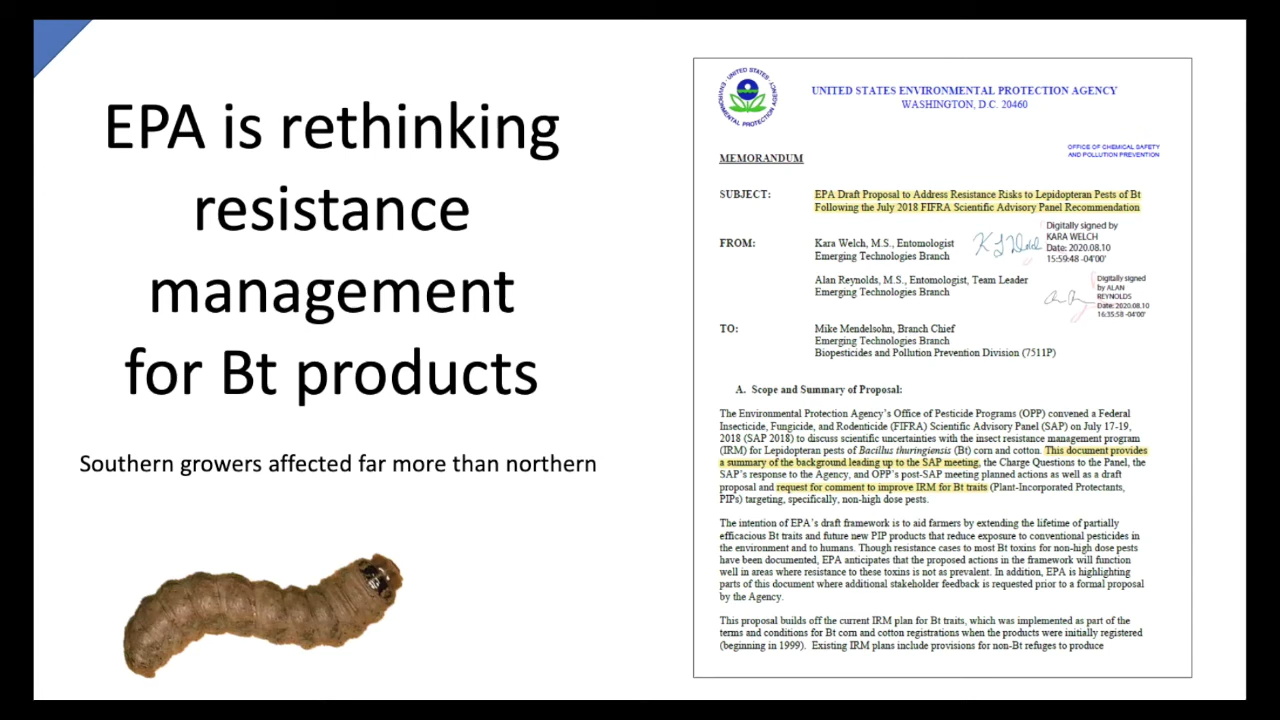 EPA is rethinking
resistance
management
for Bt products
Southern growers affected far more than northern
UNITED STATES ENVIRONMENTAL PROTECTION AGENCY
WASHINGTON, D.C. 20460
UNITED STATES ENVIRONMENTAL PROTECTION AGENCY
OFFICE OF CHEMICAL SAFETY
AND POLLUTION PREVENTION
MEMORANDUM
SUBJECT: EPA Draft Proposal to Address Resistance Risks to Lepidopteran Pests of Bt
Following the July 2018 FIFRA Scientific Advisory Panel Recommendation
FROM: Kara Welch, M.S., Entomologist
Emerging Technologies Branch
Digitally signed by
KARA WELCH
Date: 2020.08.10
15:59:48 -04'00'
Alan Reynolds, M.S., Entomologist, Team Leader
Emerging Technologies Branch
Digitally signed
by ALAN
REYNOLDS
Date: 2020.08.10
16:35:58 -04'00'
TO: Mike Mendelsohn, Branch Chief
Emerging Technologies Branch
Biopesticides and Pollution Prevention Division (7511P)
A. Scope and Summary of Proposal:
The Environmental Protection Agency's Office of Pesticide Programs (OPP) convened a Federal
Insecticide, Fungicide, and Rodenticide (FIFRA) Scientific Advisory Panel (SAP) on July 17-19,
2018 (SAP 2018) to discuss scientific uncertainties with the insect resistance management program
(IRM) for Lepidopteran pests of Bacillus thuringiensis (Bt) corn and cotton. This document provides
a summary of the background leading up to the SAP meeting, the Charge Questions to the Panel, the
SAP's response to the Agency, and OPP's post-SAP meeting planned actions as well as a draft
proposal and request for comment to improve IRM for Bt traits (Plant-Incorporated Protectants,
PIPs) targeting, specifically, non-high dose pests.
The intention of EPA's draft framework is to aid farmers by extending the lifetime of partially
efficacious Bt traits and future new PIP products that reduce exposure to conventional pesticides in
the environment and to humans. Though resistance cases to most Bt toxins for non-high dose pests
have been documented, EPA anticipates that the proposed actions in the framework will function
well in areas where resistance to these toxins is not as prevalent. In addition, EPA is highlighting
parts of this document where additional stakeholder feedback is requested prior to a formal proposal
by the Agency.
This proposal builds off the current IRM plan for Bt traits, which was implemented as part of the
terms and conditions for Bt corn and cotton registrations when the products were initially registered
(beginning in 1999). Existing IRM plans include provisions for non-Bt refuges to produce